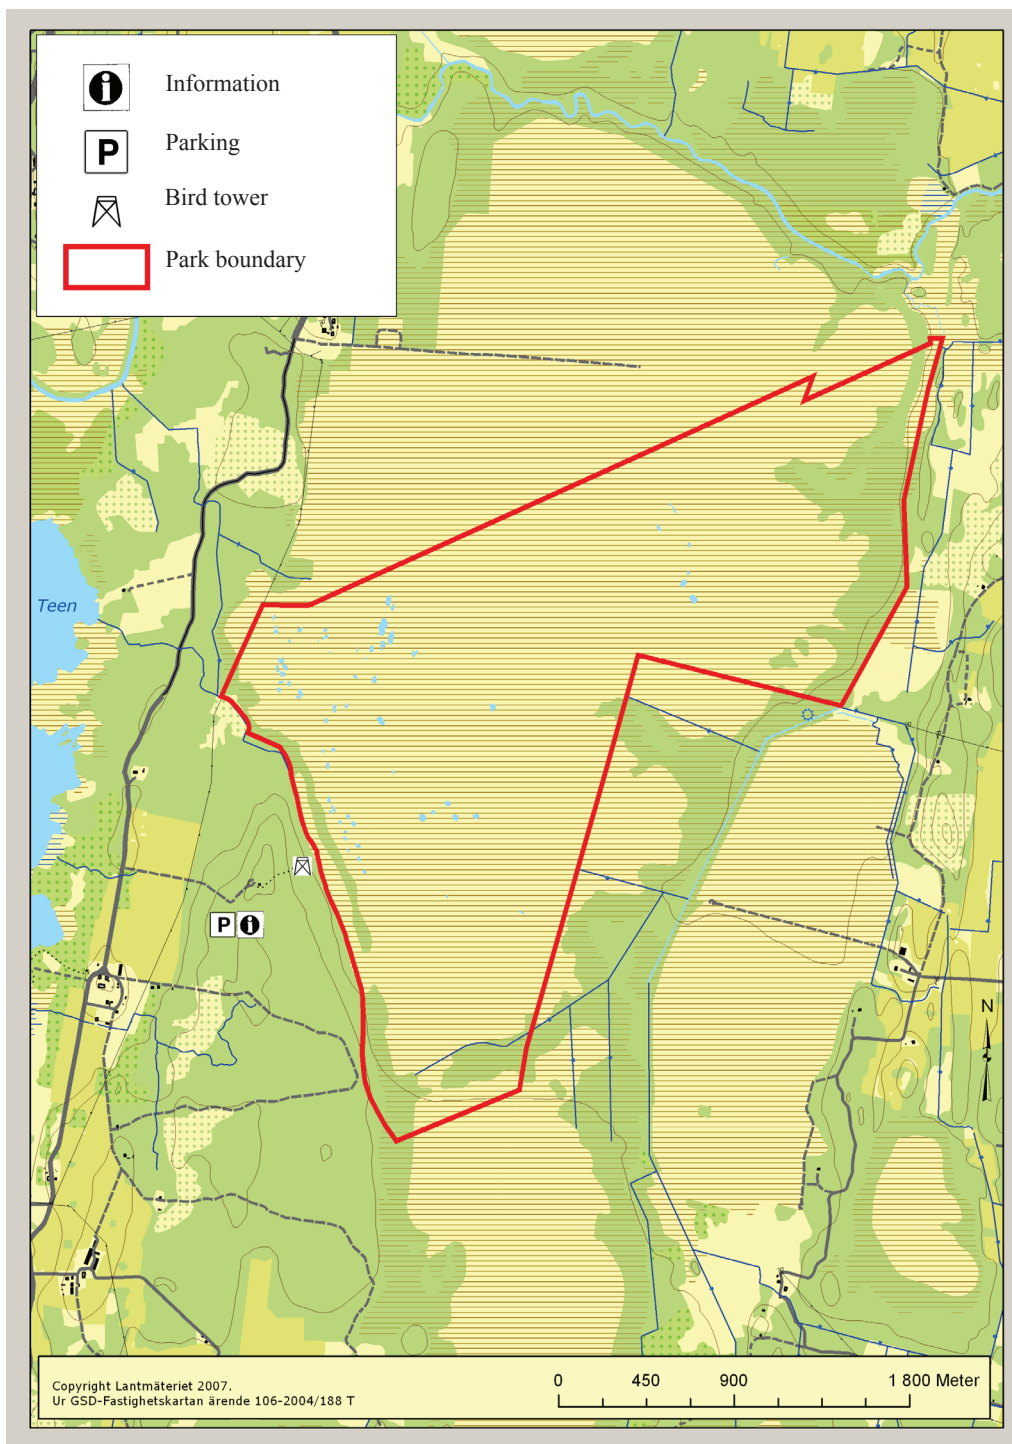 Information
P
Parking
Bird tower
Park boundary
Teen
P
N
0 450 900 1 800 Meter
Copyright Lantmäteriet 2007.
Ur GSD-Fastighetskartan ärende 106-2004/188 T